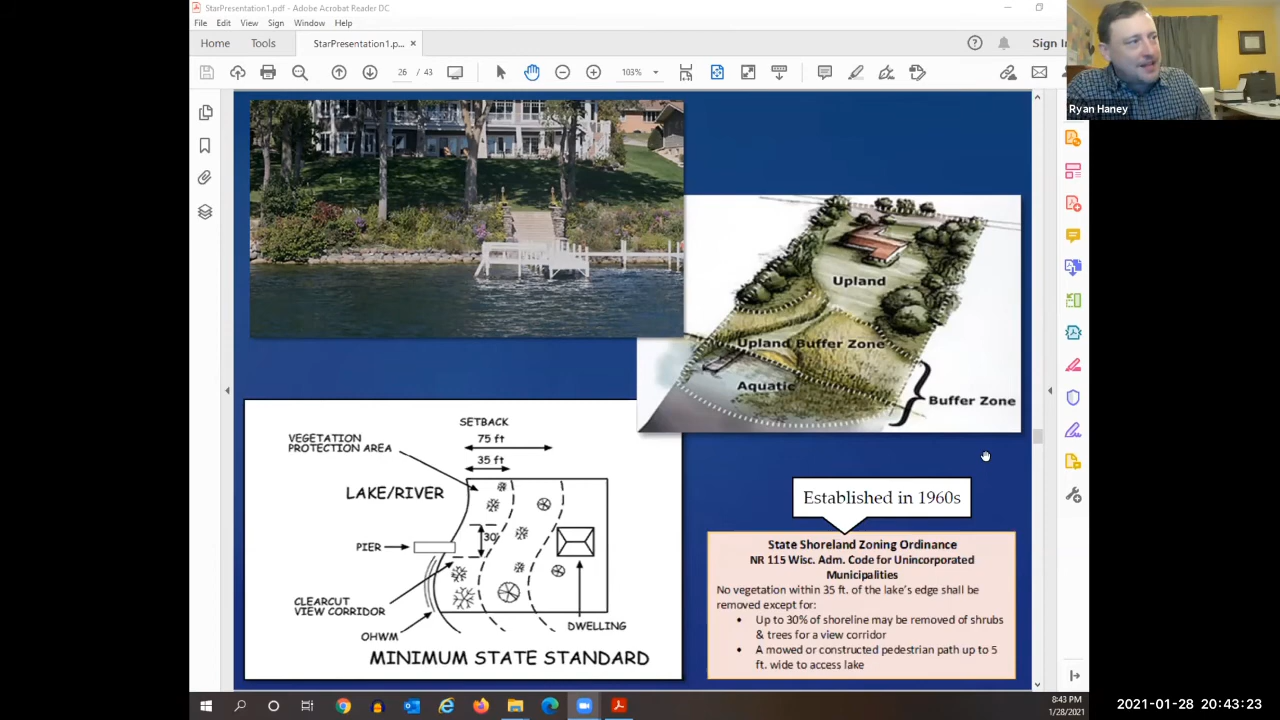 StarPresentation1.pdf - Adobe Acrobat Reader DC
File Edit View Sign Window Help
Home Tools StarPresentation1.p... ×
Sign In
26 / 43 103%
Ryan Haney
Upland
Upland Buffer Zone
Aquatic
Buffer Zone
SETBACK
75 ft
35 ft
VEGETATION
PROTECTION AREA
LAKE/RIVER
30'
PIER
CLEARCUT
VIEW CORRIDOR
OHWM
DWELLING
MINIMUM STATE STANDARD
Established in 1960s
State Shoreland Zoning Ordinance
NR 115 Wisc. Adm. Code for Unincorporated
Municipalities
No vegetation within 35 ft. of the lake's edge shall be
removed except for:
• Up to 30% of shoreline may be removed of shrubs
& trees for a view corridor
• A mowed or constructed pedestrian path up to 5
ft. wide to access lake
8:43 PM
1/28/2021
2021-01-28 20:43:23